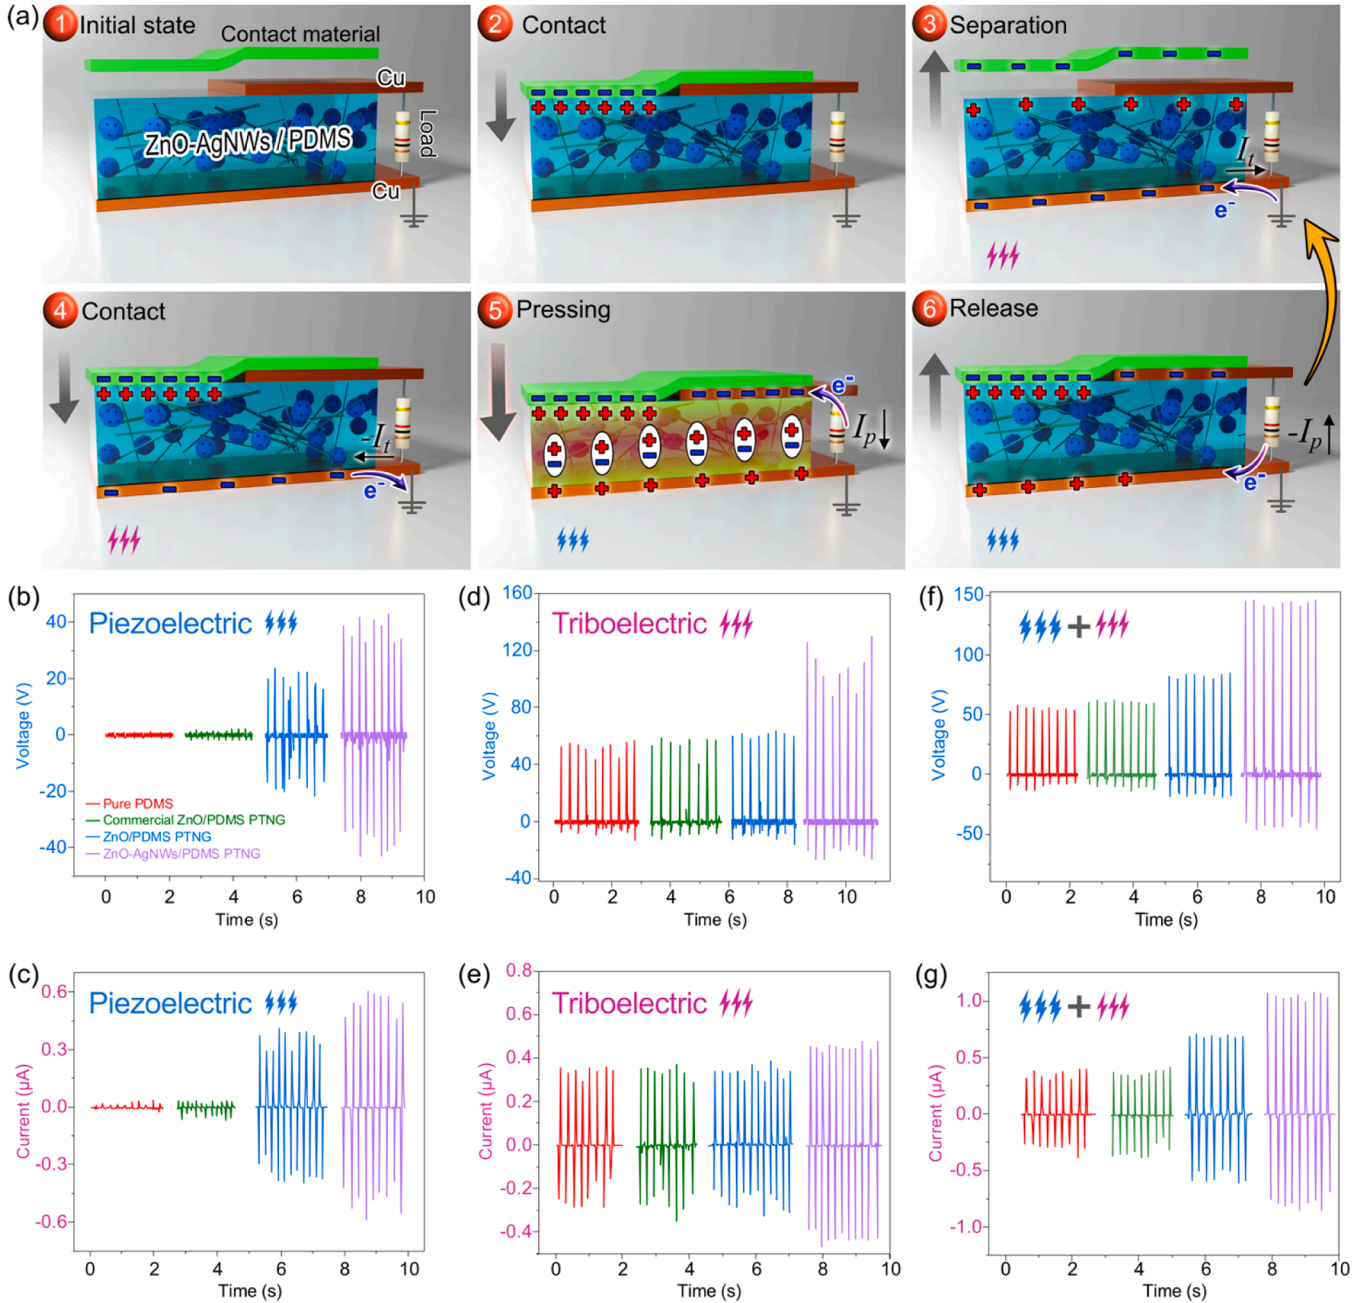 (a)
1 Initial state
Contact material
Cu
ZnO-AgNWs / PDMS
Load
Cu
2 Contact
3 Separation
It
e-
4 Contact
-It
e-
5 Pressing
e-
Ip
6 Release
-Ip
e-
(b)
Piezoelectric
Voltage (V)
40
20
0
-20
-40
Pure PDMS
Commercial ZnO/PDMS PTNG
ZnO/PDMS PTNG
ZnO-AgNWs/PDMS PTNG
0 2 4 6 8 10
Time (s)
(d)
Triboelectric
Voltage (V)
160
120
80
40
0
-40
0 2 4 6 8 10
Time (s)
(f)
+
Voltage (V)
150
100
50
0
-50
0 2 4 6 8 10
Time (s)
(c)
Piezoelectric
Current (μA)
0.6
0.3
0.0
-0.3
-0.6
0 2 4 6 8 10
Time (s)
(e)
Triboelectric
Current (μA)
0.8
0.6
0.4
0.2
0.0
-0.2
-0.4
0 2 4 6 8 10
Time (s)
(g)
+
Current (μA)
1.0
0.5
0.0
-0.5
-1.0
0 2 4 6 8 10
Time (s)